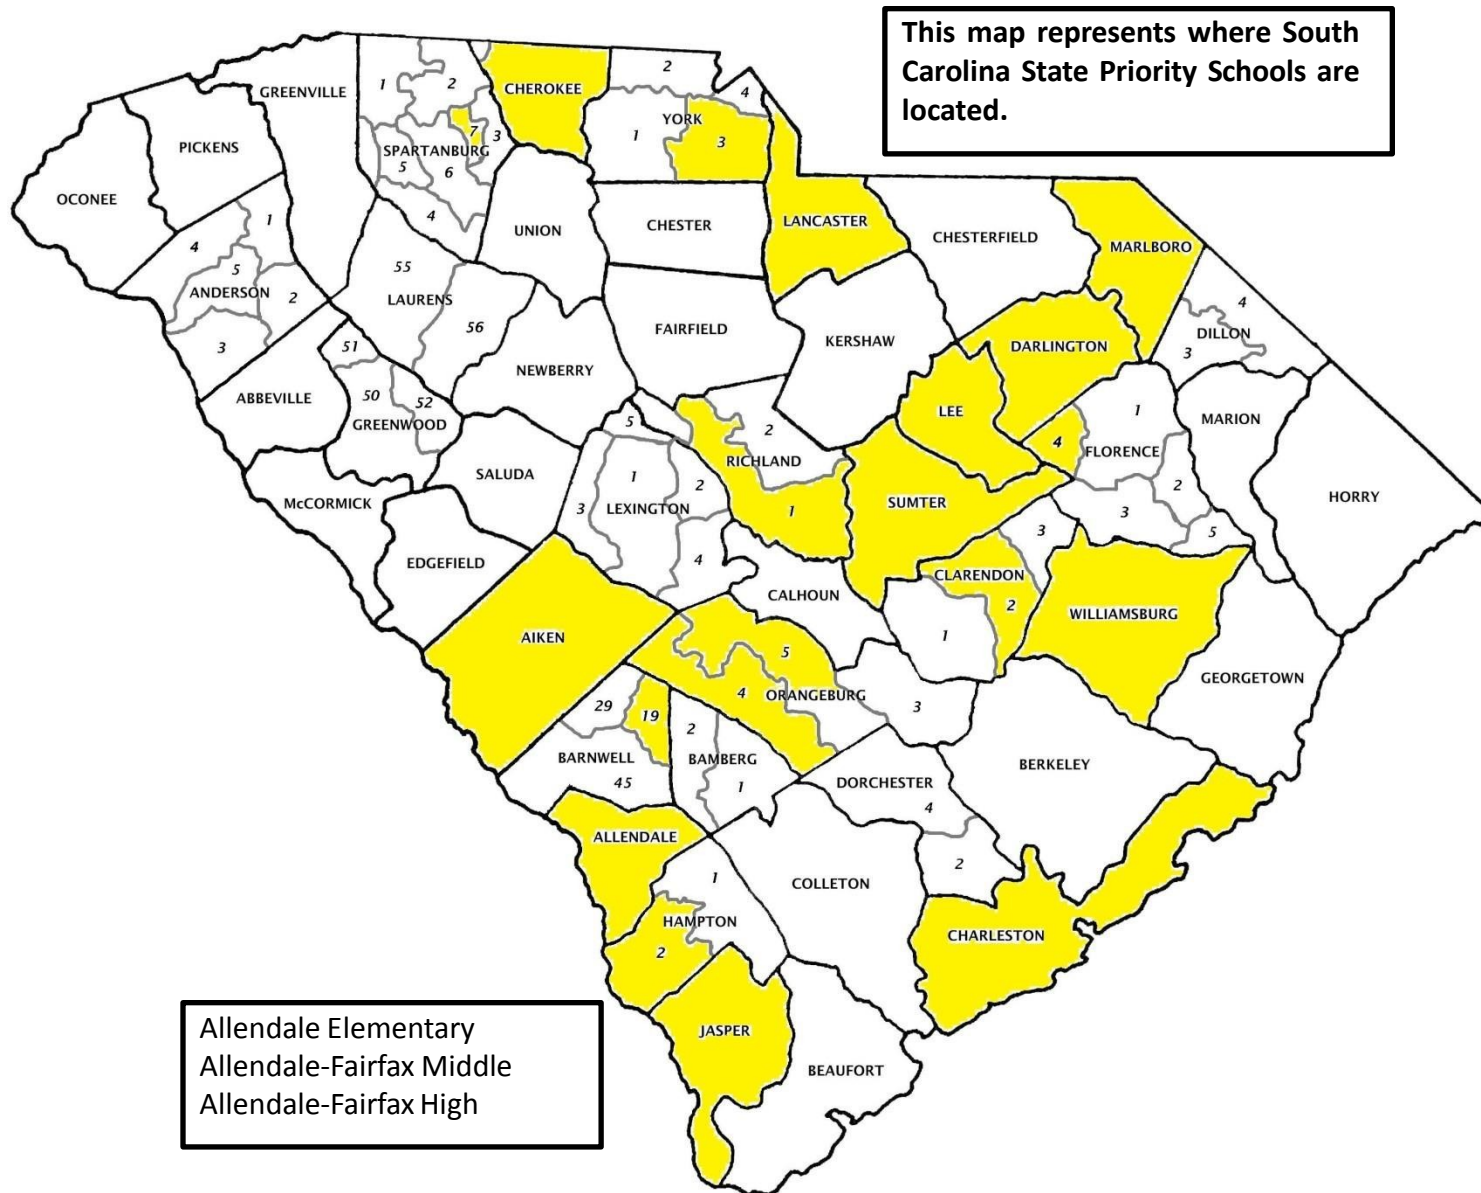 This map represents where South
Carolina State Priority Schools are
located.
CHEROKEE
2
1
2
GREENVILLE
4
YORK
7
3
1
3
PICKENS
SPARTANBURG
5
6
OCONEE
4
1
LANCASTER
CHESTER
UNION
CHESTERFIELD
MARLBORO
4
5
55
ANDERSON
2
LAURENS
4
56
FAIRFIELD
DILLON
3
KERSHAW
DARLINGTON
3
51
NEWBERRY
ABBEVILLE
50
52
LEE
1
MARION
GREENWOOD
5
2
4
FLORENCE
RICHLAND
SALUDA
1
2
HORRY
McCORMICK
3
LEXINGTON
1
SUMTER
2
3
5
3
EDGEFIELD
4
CLARENDON
CALHOUN
2
WILLIAMSBURG
AIKEN
1
5
GEORGETOWN
4
ORANGEBURG
29
19
3
2
BARNWELL
BAMBERG
BERKELEY
45
1
DORCHESTER
4
ALLENDALE
2
1
COLLETON
HAMPTON
CHARLESTON
2
JASPER
BEAUFORT
Allendale Elementary
Allendale-Fairfax Middle
Allendale-Fairfax High